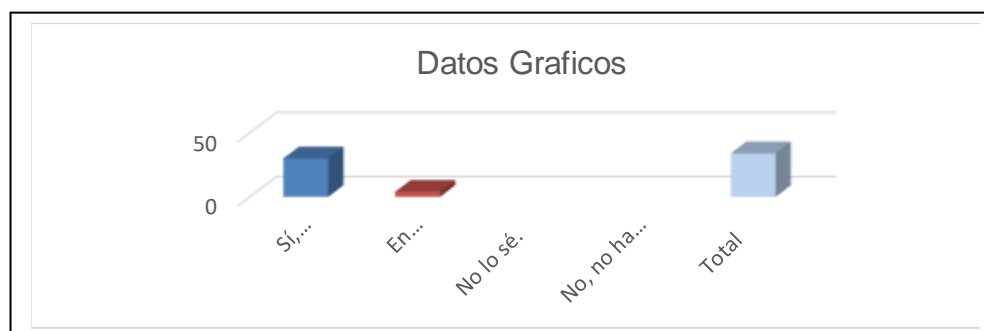 Datos Graficos
50
0
Sí,...
En...
No lo sé.
No, no ha...
Total